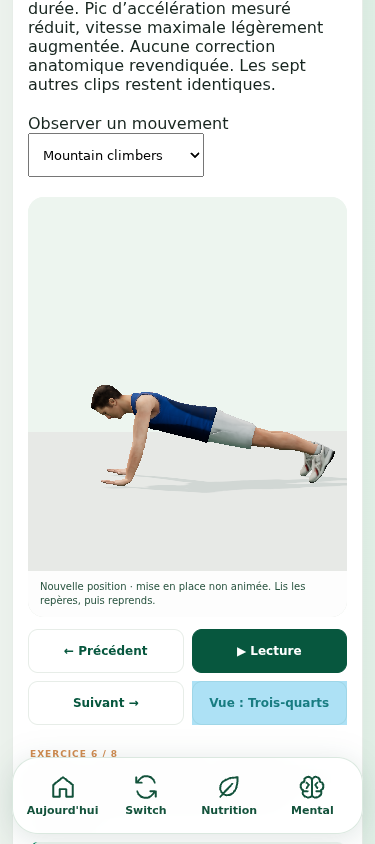 durée. Pic d’accélération mesuré
réduit, vitesse maximale légèrement
augmentée. Aucune correction
anatomique revendiquée. Les sept
autres clips restent identiques.
Observer un mouvement
Mountain climbers
Nouvelle position · mise en place non animée. Lis les
repères, puis reprends.
← Précédent
▶ Lecture
Suivant →
Vue : Trois-quarts
EXERCICE 6 / 8
Aujourd'hui
Switch
Nutrition
Mental